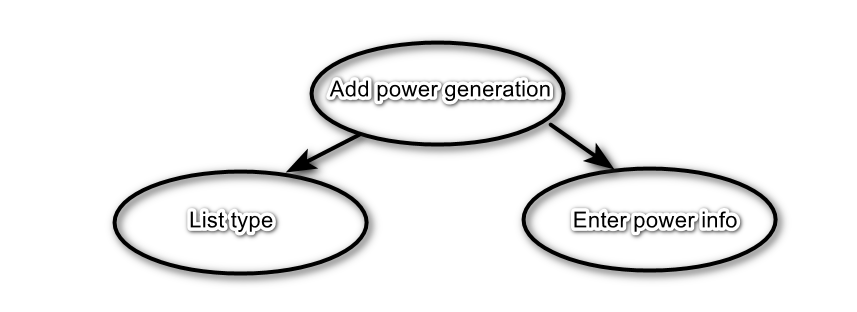 Add power generation
List type
Enter power info